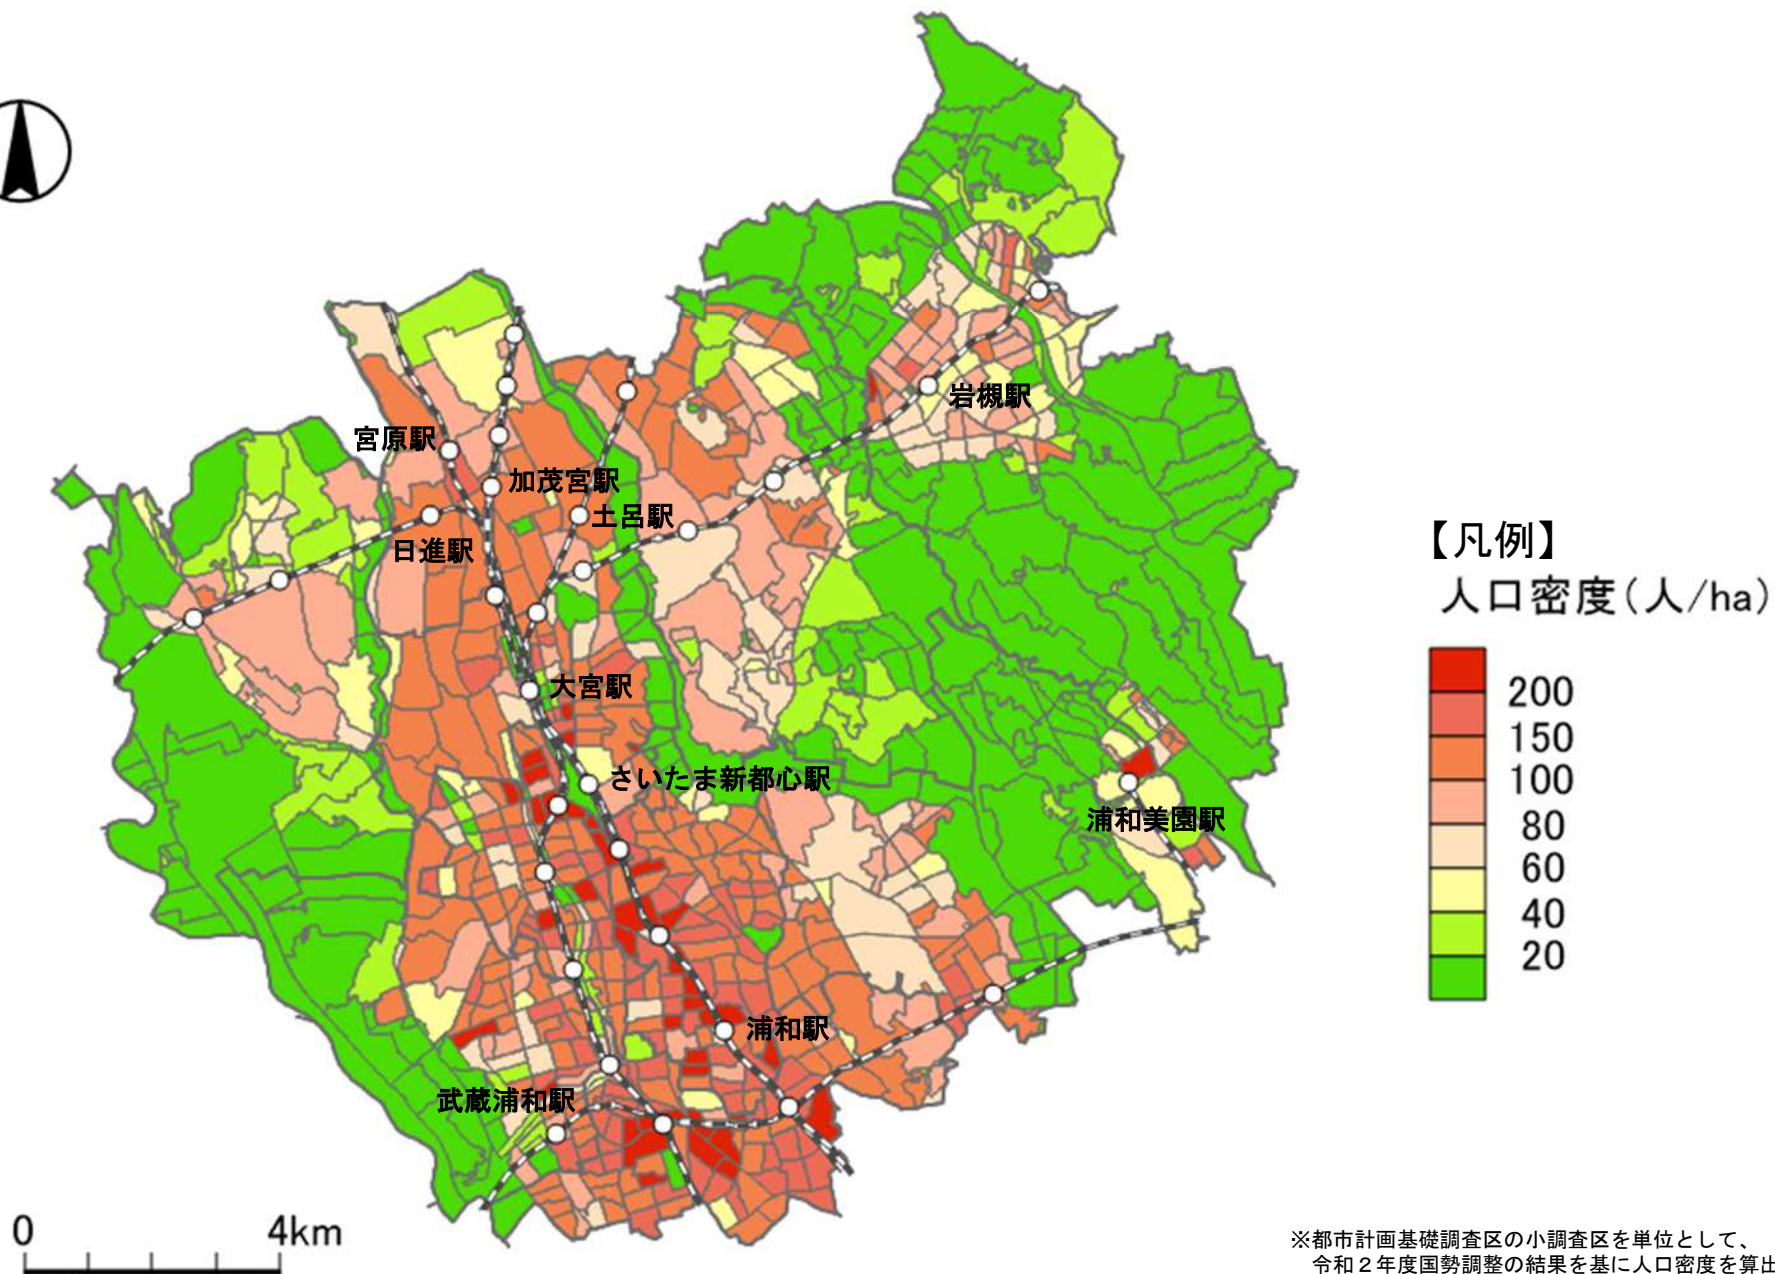 岩槻駅
宮原駅
加茂宮駅
土呂駅
日進駅
大宮駅
さいたま新都心駅
浦和美園駅
浦和駅
武蔵浦和駅
【凡例】
人口密度(人/ha)
200
150
100
80
60
40
20
0 4km
※都市計画基礎調査区の小調査区を単位として、
令和2年度国勢調整の結果を基に人口密度を算出